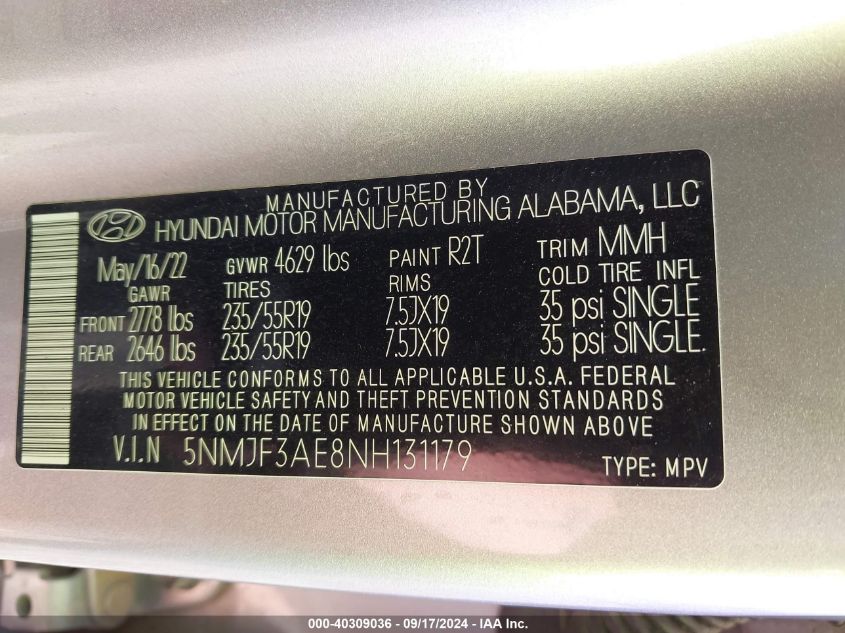 MANUFACTURED BY
HYUNDAI MOTOR MANUFACTURING ALABAMA, LLC
May/16/22 GVWR 4629 lbs PAINT R2T TRIM MMH
GAWR TIRES RIMS COLD TIRE INFL
FRONT 2778 lbs 235/55R19 7.5JX19 35 psi SINGLE
REAR 2646 lbs 235/55R19 7.5JX19 35 psi SINGLE.
THIS VEHICLE CONFORMS TO ALL APPLICABLE U.S.A. FEDERAL
MOTOR VEHICLE SAFETY AND THEFT PREVENTION STANDARDS
IN EFFECT ON THE DATE OF MANUFACTURE SHOWN ABOVE
V.I.N 5NMJF3AE8NH131179 TYPE: MPV
000-40309036 - 09/17/2024 - IAA Inc.